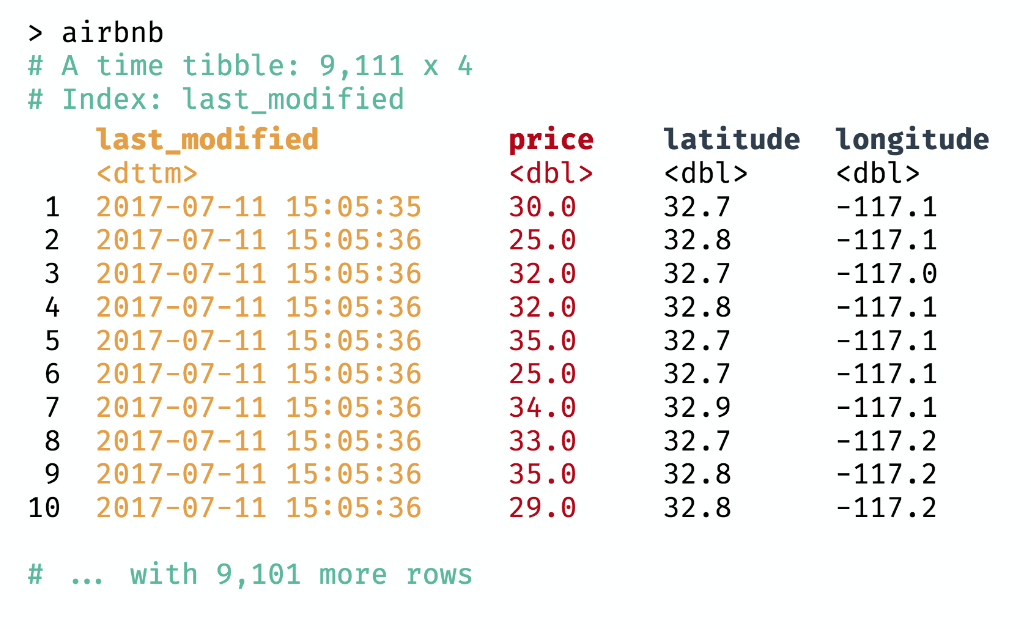 > airbnb
# A time tibble: 9,111 x 4
# Index: last_modified
last_modified price latitude longitude
<dttm> <dbl> <dbl> <dbl>
1 2017-07-11 15:05:35 30.0 32.7 -117.1
2 2017-07-11 15:05:36 25.0 32.8 -117.1
3 2017-07-11 15:05:36 32.0 32.7 -117.0
4 2017-07-11 15:05:36 32.0 32.8 -117.1
5 2017-07-11 15:05:36 35.0 32.7 -117.1
6 2017-07-11 15:05:36 25.0 32.7 -117.1
7 2017-07-11 15:05:36 34.0 32.9 -117.1
8 2017-07-11 15:05:36 33.0 32.7 -117.2
9 2017-07-11 15:05:36 35.0 32.8 -117.2
10 2017-07-11 15:05:36 29.0 32.8 -117.2
# ... with 9,101 more rows